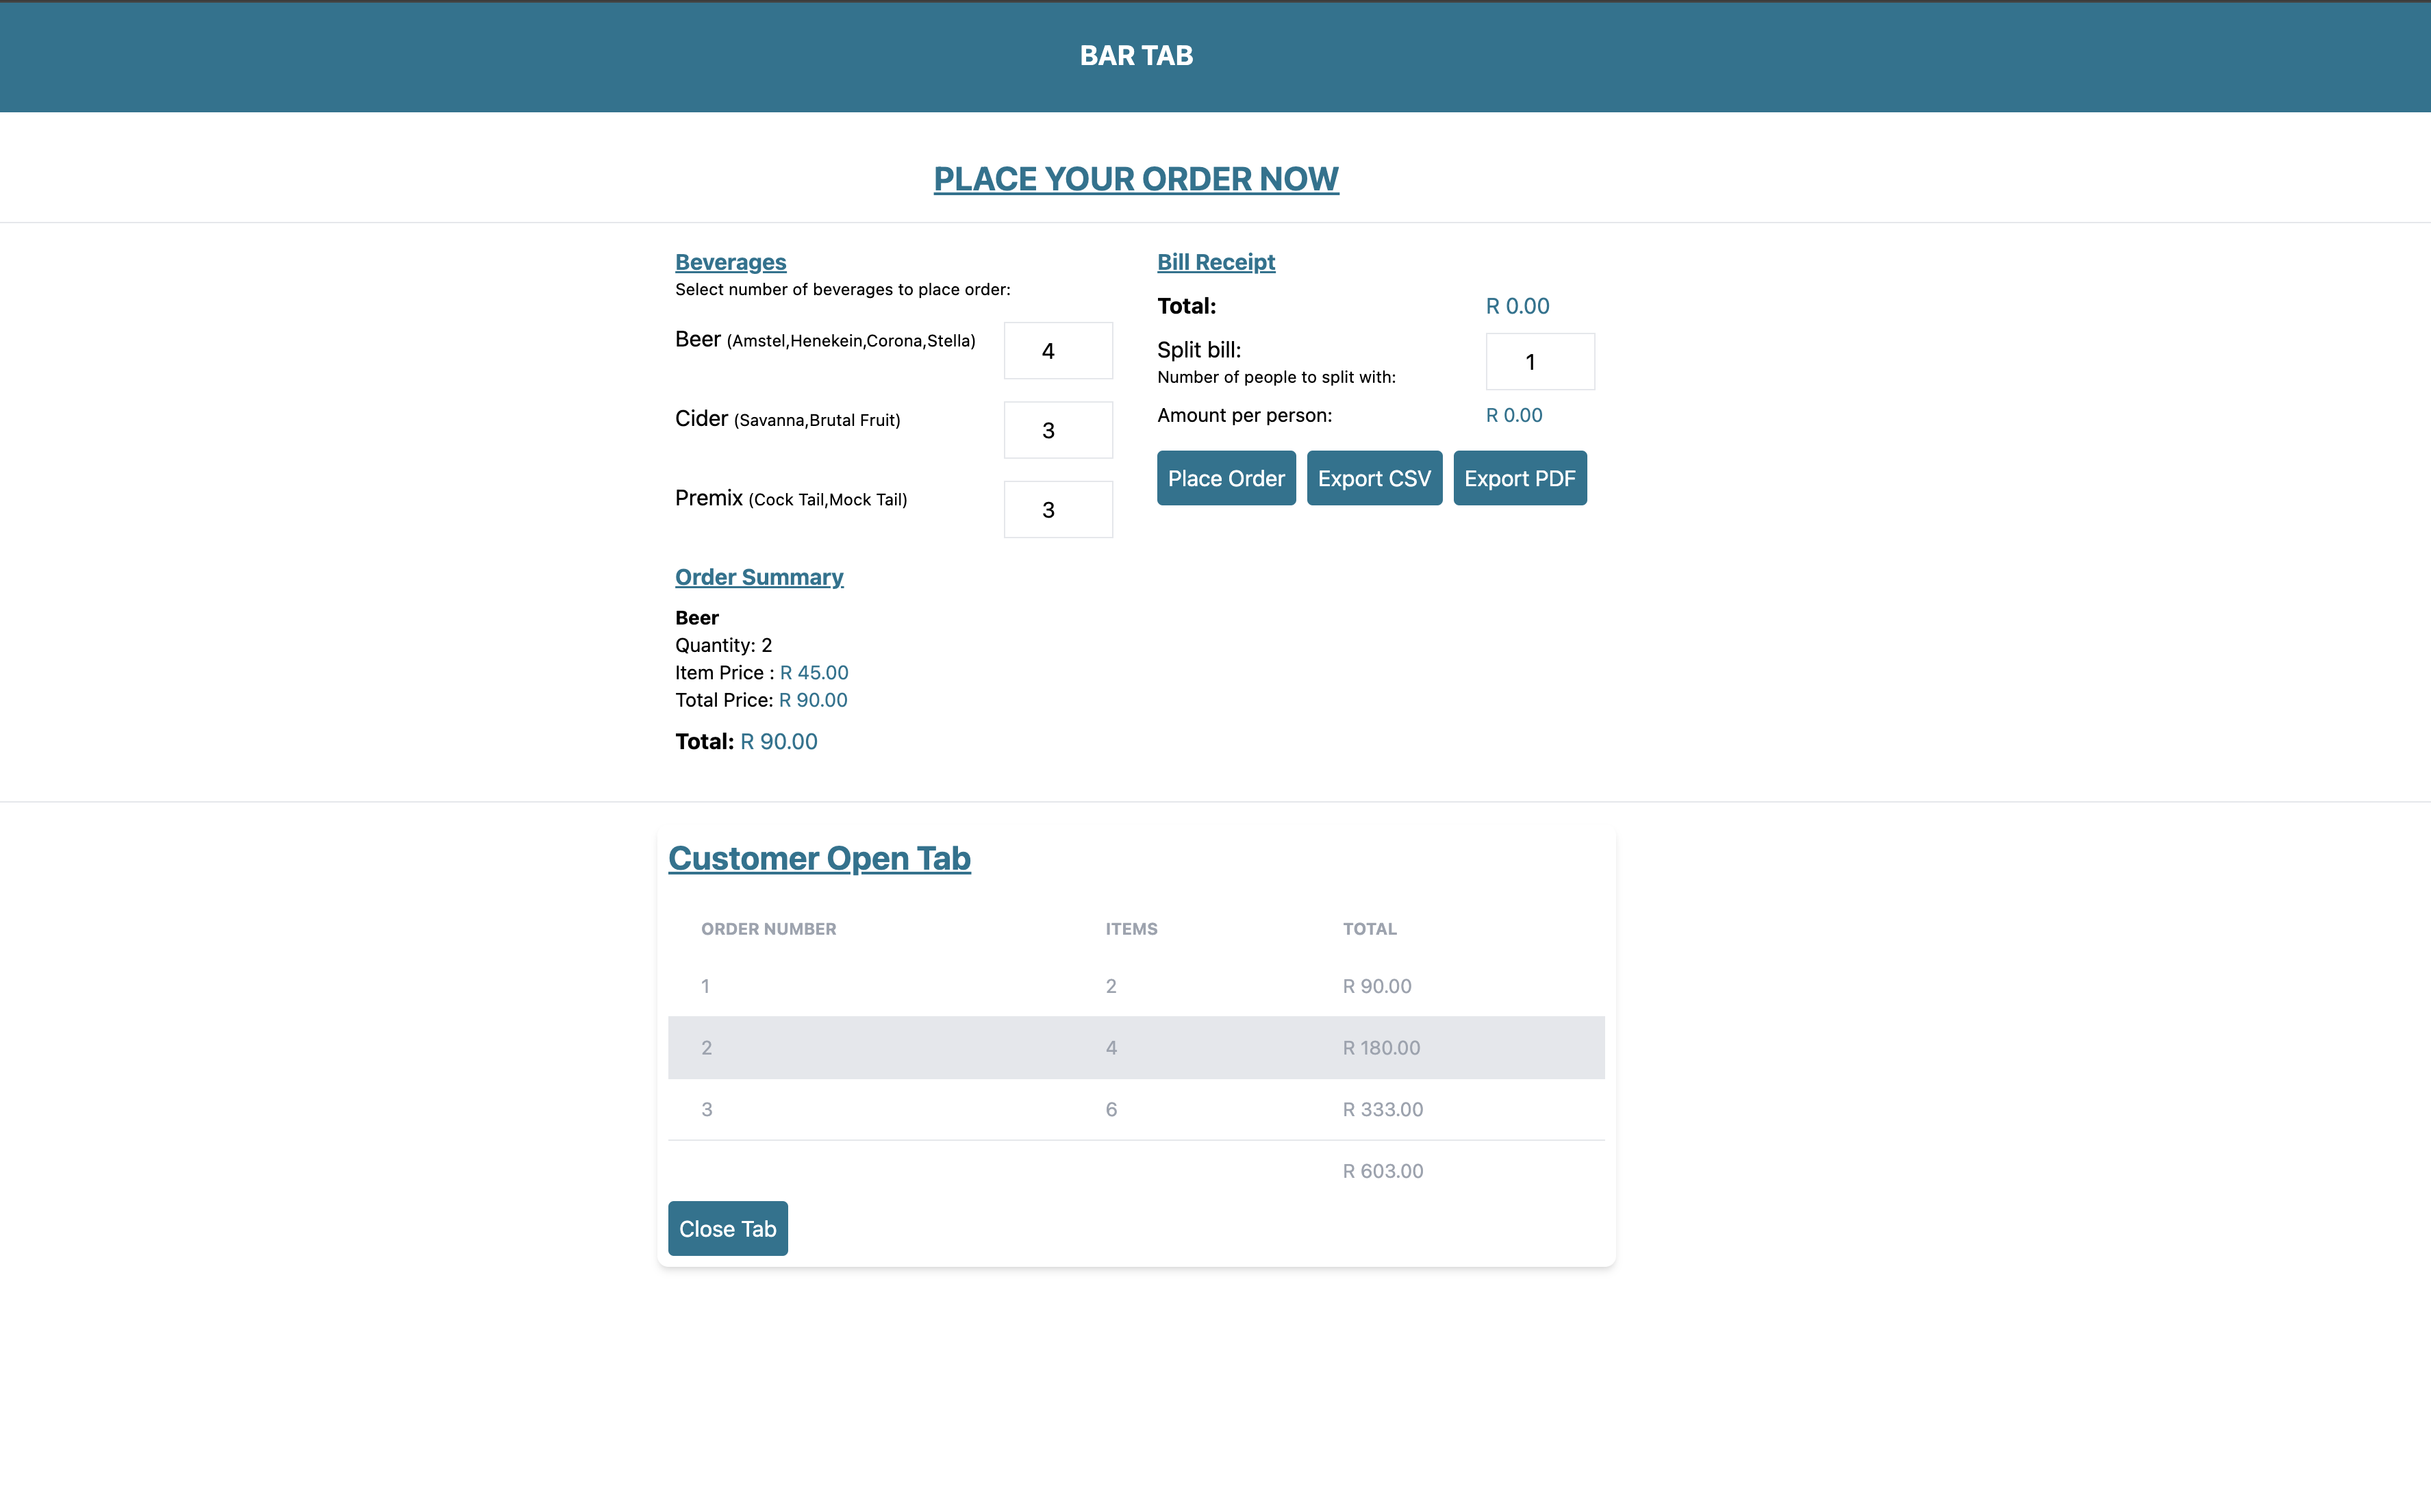 BAR TAB
PLACE YOUR ORDER NOW
Beverages
Select number of beverages to place order:
Beer (Amstel,Henekein,Corona,Stella)
4
Cider (Savanna,Brutal Fruit)
3
Premix (Cock Tail,Mock Tail)
3
Order Summary
Beer
Quantity: 2
Item Price : R 45.00
Total Price: R 90.00
Total: R 90.00
Bill Receipt
Total: R 0.00
Split bill:
Number of people to split with:
1
Amount per person: R 0.00
Place Order Export CSV Export PDF
Customer Open Tab
ORDER NUMBER ITEMS TOTAL
1 2 R 90.00
2 4 R 180.00
3 6 R 333.00
R 603.00
Close Tab